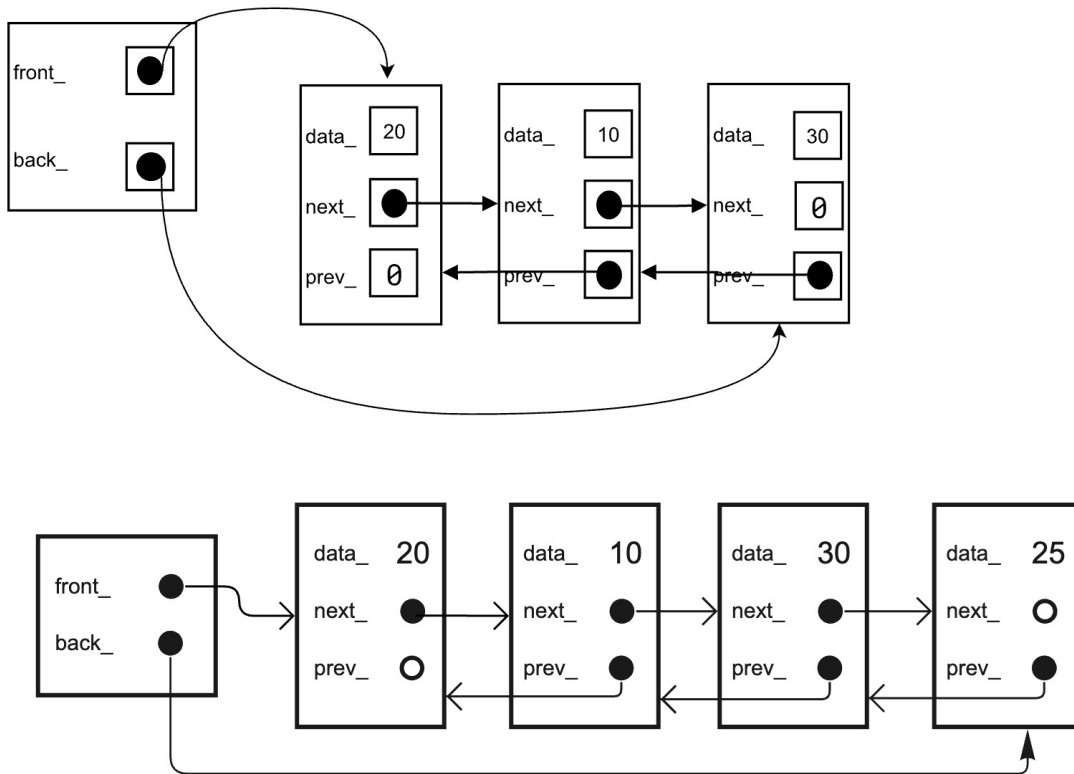 front_
back_
data_ 20
next_
prev_ 0
data_ 10
next_
prev_
data_ 30
next_ 0
prev_
front_
back_
data_ 20
next_
prev_
data_ 10
next_
prev_
data_ 30
next_
prev_
data_ 25
next_
prev_